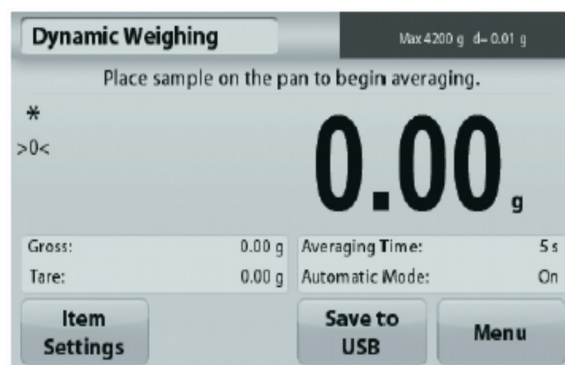 Dynamic Weighing
Max 4200 g d= 0.01 g
Place sample on the pan to begin averaging.
*
>0<
0.00 g
Gross: 0.00 g Averaging Time: 5 s
Tare: 0.00 g Automatic Mode: On
Item Settings
Save to USB
Menu